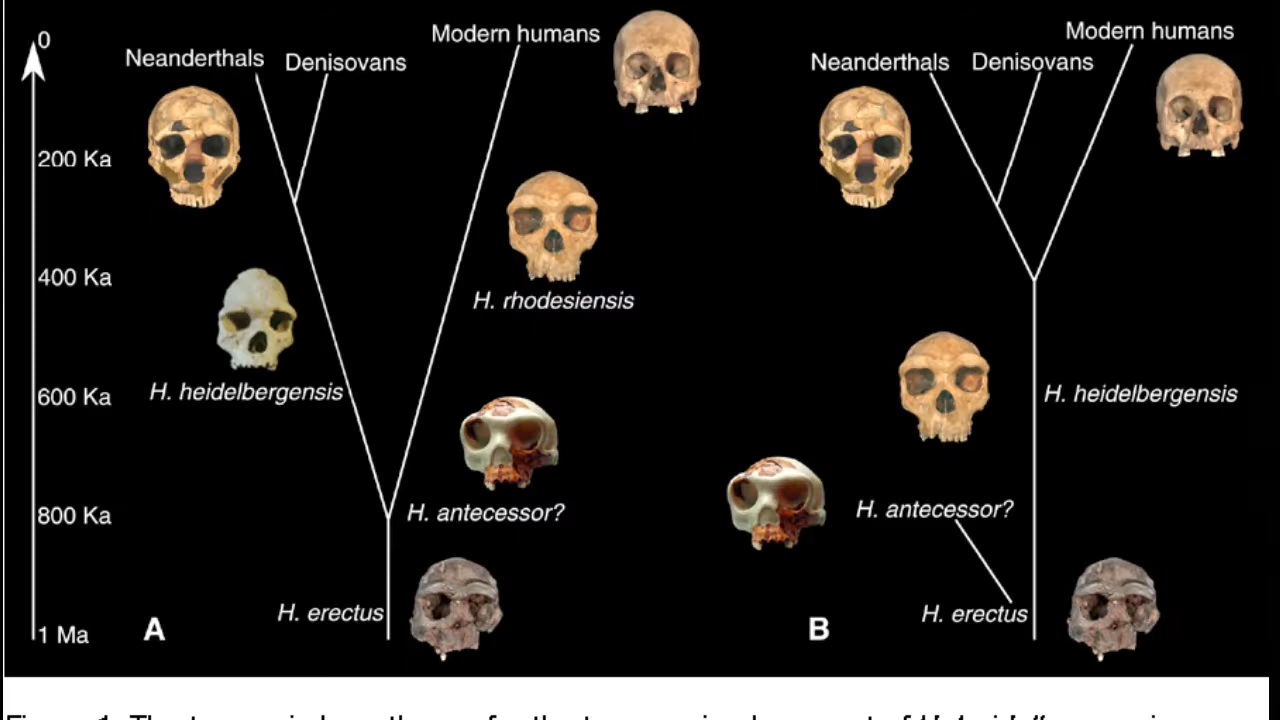 0
Neanderthals
Denisovans
Modern humans
200 Ka
400 Ka
H. rhodesiensis
H. heidelbergensis
600 Ka
800 Ka
H. antecessor?
H. erectus
1 Ma
A
Neanderthals
Denisovans
Modern humans
H. heidelbergensis
H. antecessor?
H. erectus
B